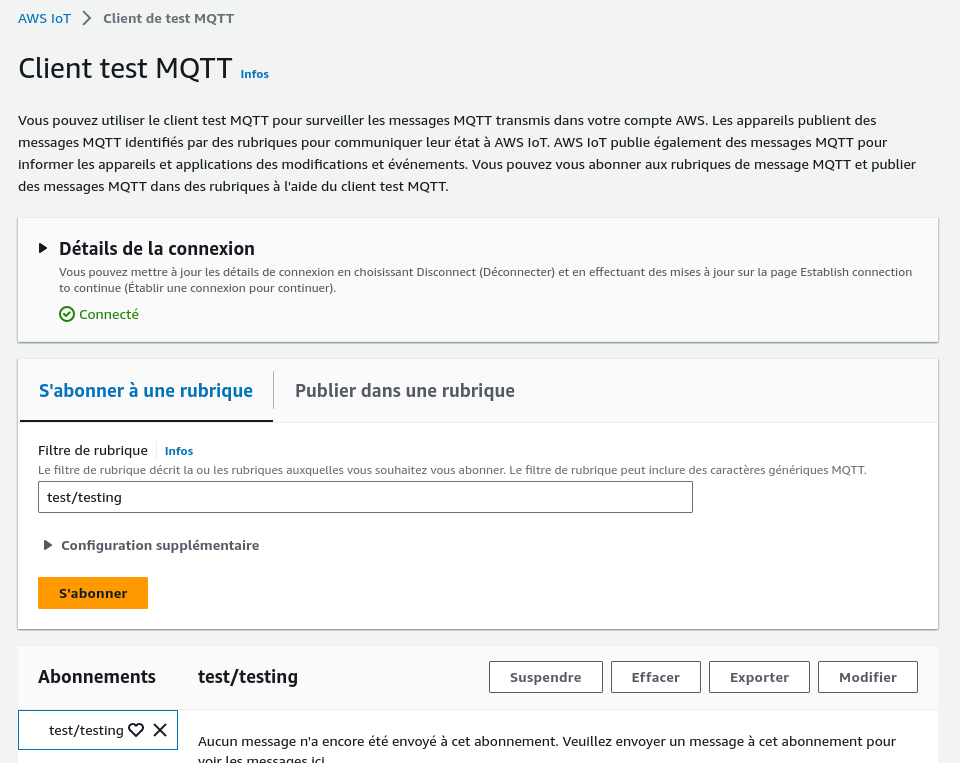 AWS IoT
Client de test MQTT
Client test MQTT Infos
Vous pouvez utiliser le client test MQTT pour surveiller les messages MQTT transmis dans votre compte AWS. Les appareils publient des
messages MQTT identifiés par des rubriques pour communiquer leur état à AWS IoT. AWS IoT publie également des messages MQTT pour
informer les appareils et applications des modifications et événements. Vous pouvez vous abonner aux rubriques de message MQTT et publier
des messages MQTT dans des rubriques à l'aide du client test MQTT.
Détails de la connexion
Vous pouvez mettre à jour les détails de connexion en choisissant Disconnect (Déconnecter) et en effectuant des mises à jour sur la page Establish connection
to continue (Établir une connexion pour continuer).
Connecté
S'abonner à une rubrique
Publier dans une rubrique
Filtre de rubrique Infos
Le filtre de rubrique décrit la ou les rubriques auxquelles vous souhaitez vous abonner. Le filtre de rubrique peut inclure des caractères génériques MQTT.
test/testing
Configuration supplémentaire
S'abonner
Abonnements
test/testing
Suspendre
Effacer
Exporter
Modifier
test/testing
Aucun message n'a encore été envoyé à cet abonnement. Veuillez envoyer un message à cet abonnement pour
voir les messages ici.